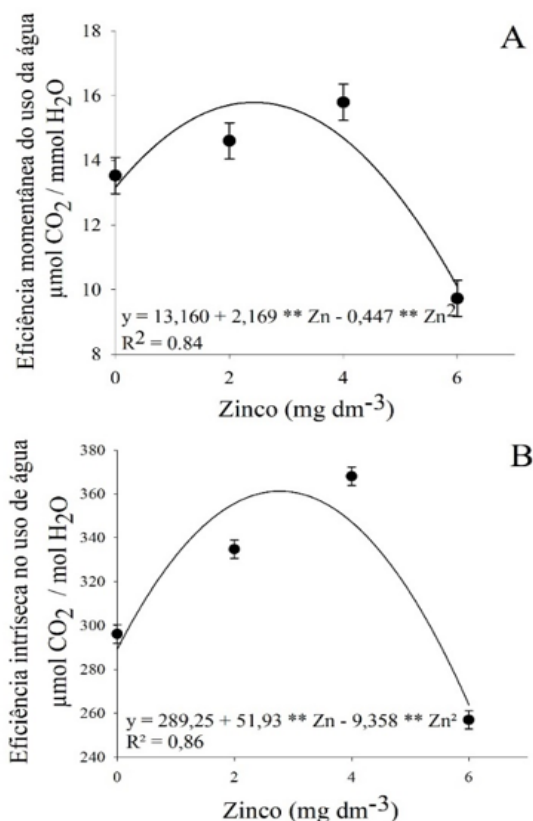 A
Eficiência momentânea do uso da água
µmol CO2 / mmol H2O
18
16
14
12
10
8
y = 13,160 + 2,169 ** Zn - 0,447 ** Zn2
R2 = 0.84
0 2 4 6
Zinco (mg dm-3)
B
Eficiência intríseca no uso de água
µmol CO2 / mol H2O
380
360
340
320
300
280
260
240
y = 289,25 + 51,93 ** Zn - 9,358 ** Zn²
R² = 0,86
0 2 4 6
Zinco (mg dm-3)